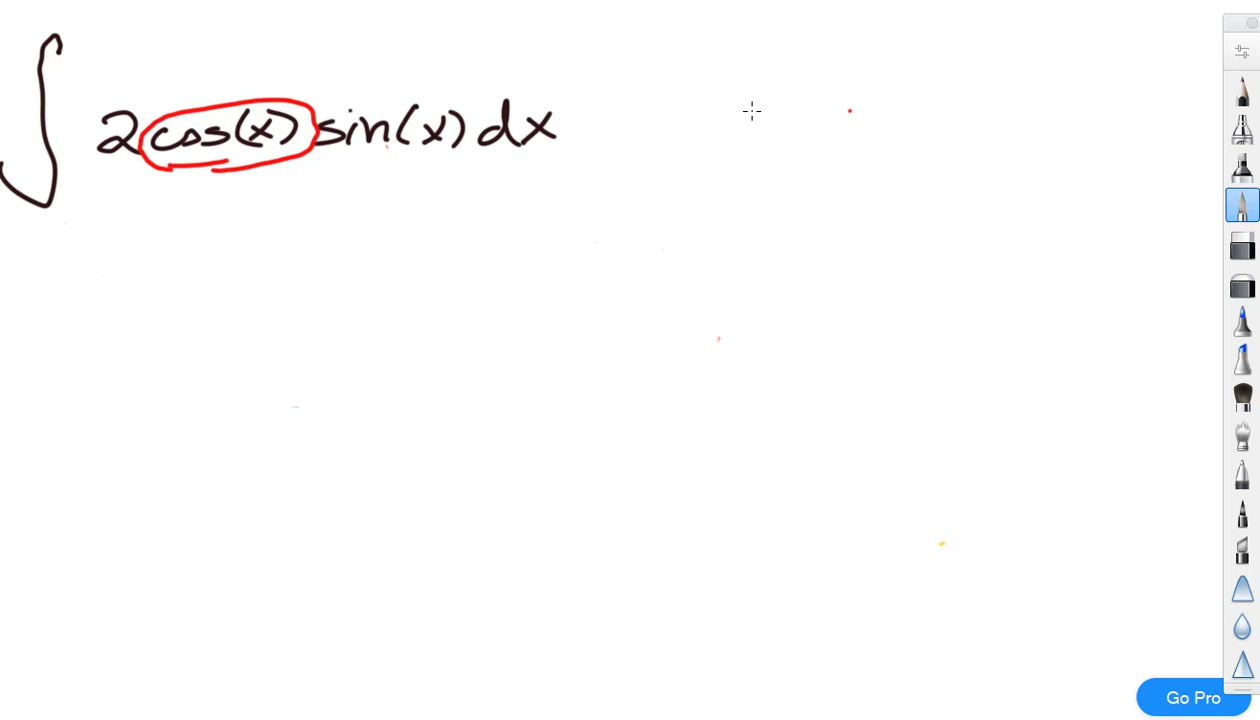 ∫ 2cos(x)sin(x)dx
Go Pro